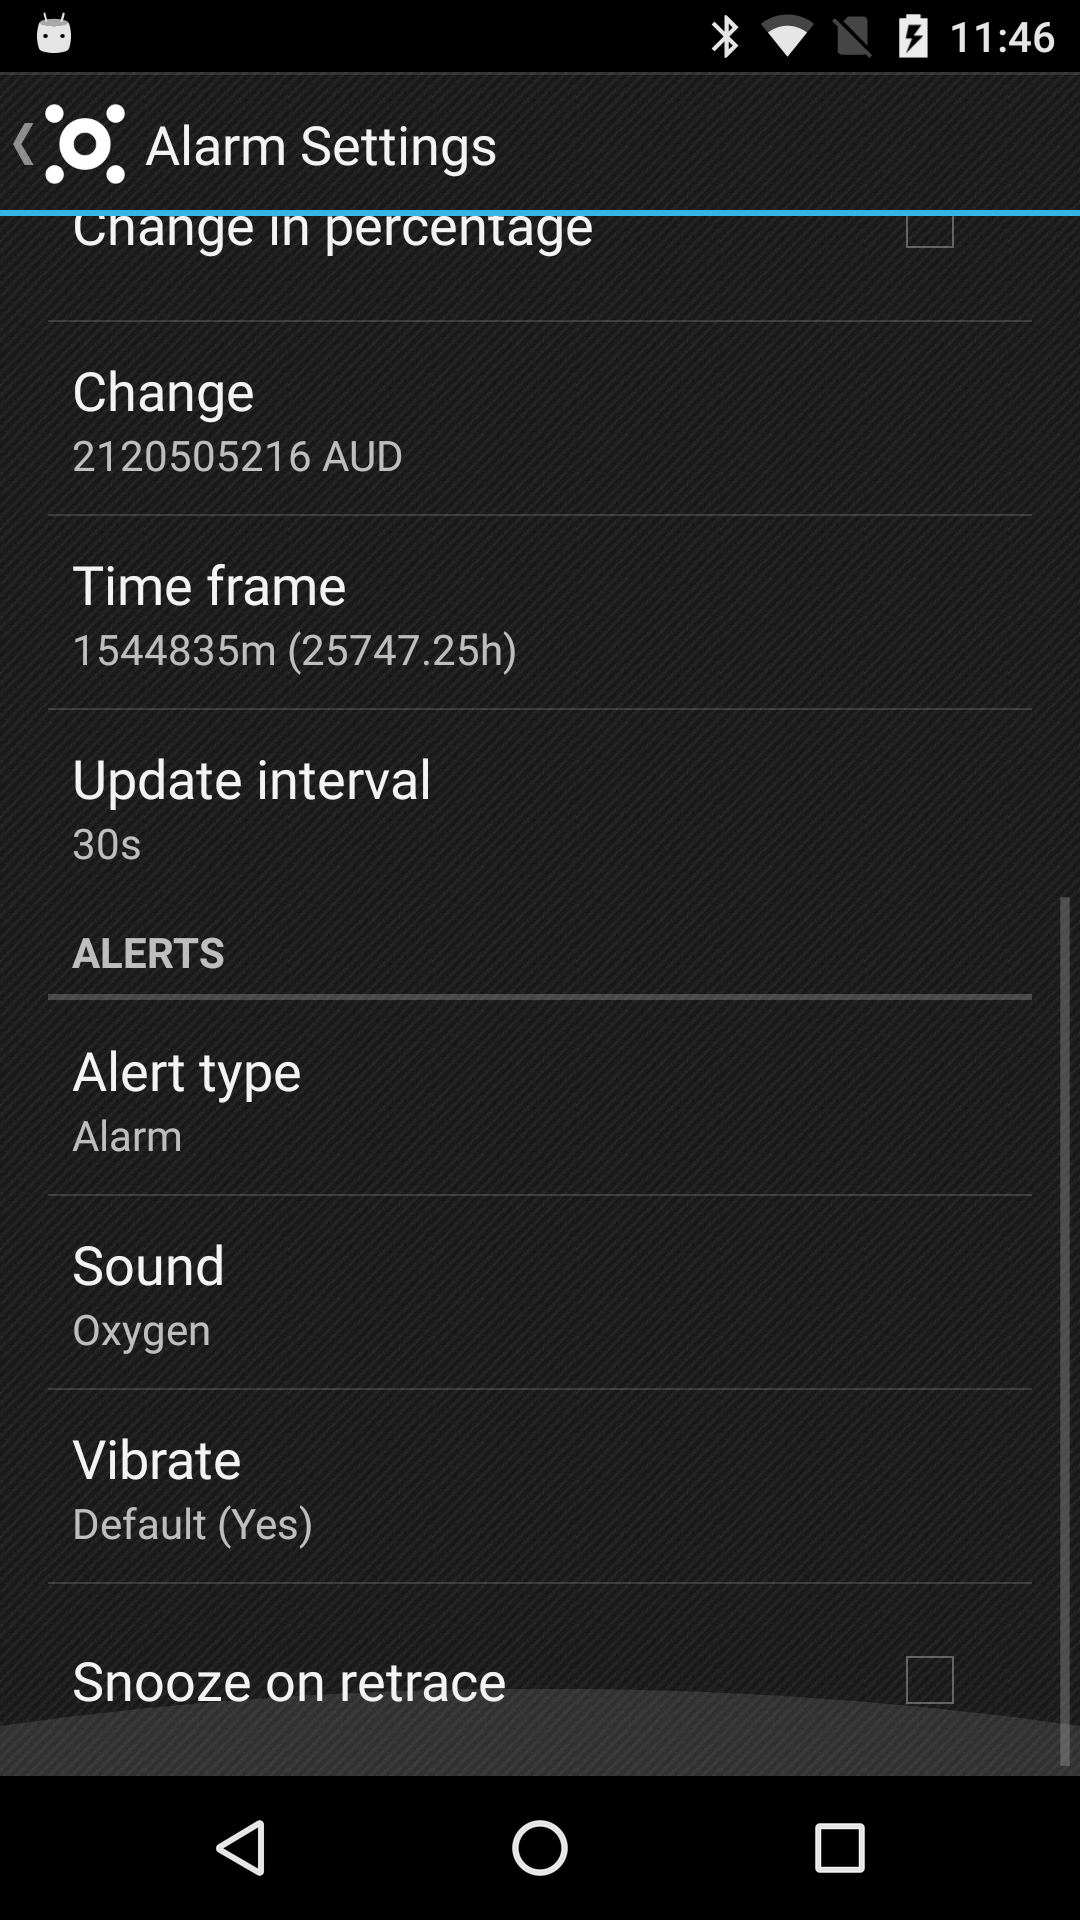 11:46
Alarm Settings
Change in percentage
Change
2120505216 AUD
Time frame
1544835m (25747.25h)
Update interval
30s
ALERTS
Alert type
Alarm
Sound
Oxygen
Vibrate
Default (Yes)
Snooze on retrace